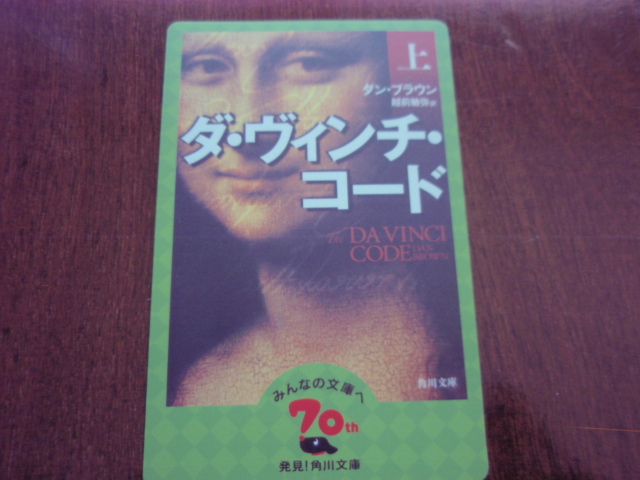 上
ダン・ブラウン
越前敏弥 訳
ダ・ヴィンチ・
コード
The DA VINCI
CODE DAN
BROWN
角川文庫
みんなの文庫へ
70th
発見!角川文庫